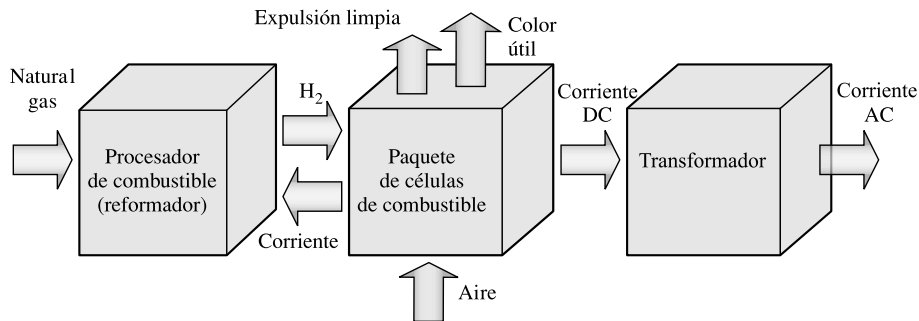 Expulsión limpia
Color
útil
Natural
gas
H2
Corriente
DC
Corriente
AC
Procesador
de combustible
(reformador)
Paquete
de células
de combustible
Transformador
Corriente
Aire